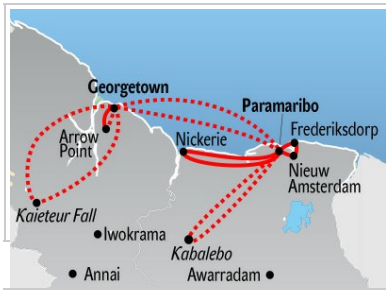 Georgetown
Paramaribo
Frederiksdorp
Arrow
Point
Nickerie
Nieuw
Amsterdam
Kaieteur Fall
Iwokrama
Kabalebo
Annai
Awarradam